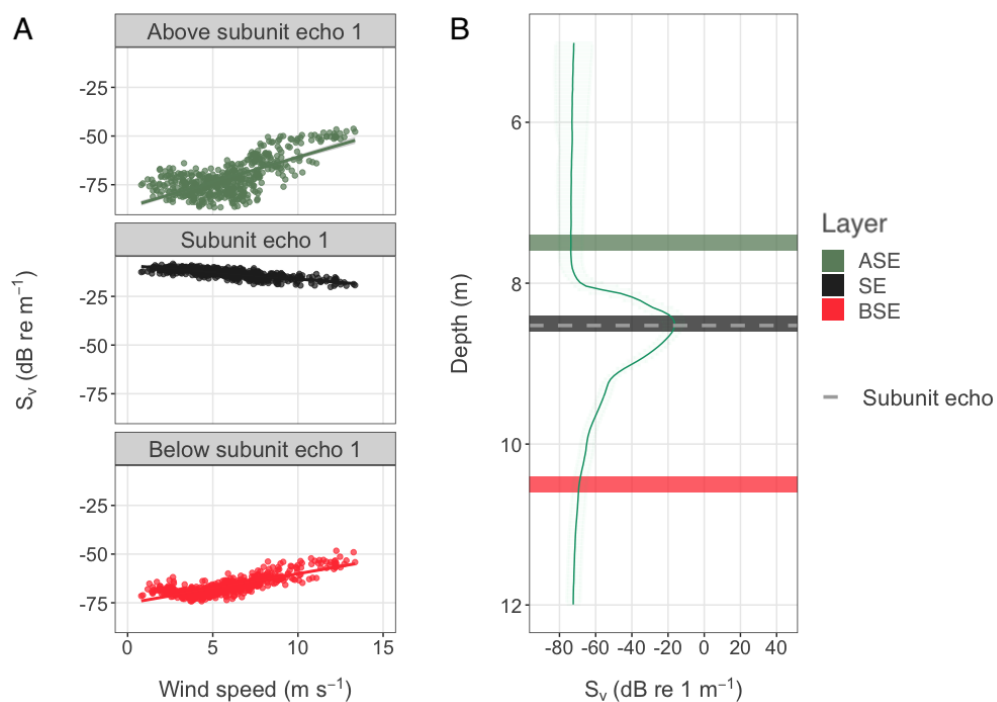 A
Above subunit echo 1
-25
-50
-75
Subunit echo 1
-25
-50
-75
Below subunit echo 1
-25
-50
-75
0 5 10 15
Wind speed (m s⁻¹)
Sᵥ (dB re m⁻¹)
B
6
8
10
12
Depth (m)
-80 -60 -40 -20 0 20 40
Sᵥ (dB re 1 m⁻¹)
Layer
ASE
SE
BSE
Subunit echo